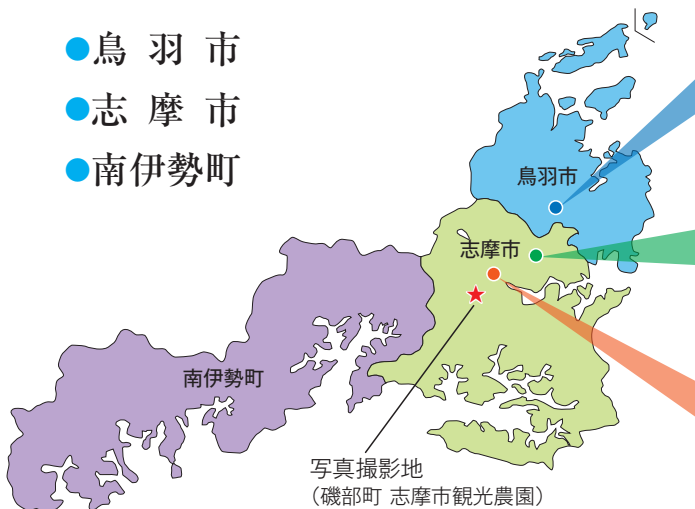 ●鳥羽市
●志摩市
●南伊勢町
鳥羽市
志摩市
南伊勢町
写真撮影地
（磯部町 志摩市観光農園）